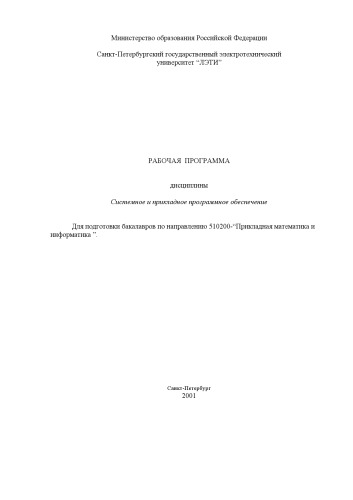 Министерство образования Российской Федерации
Санкт-Петербургский государственный электротехнический
университет “ЛЭТИ”
РАБОЧАЯ ПРОГРАММА
дисциплины
Системное и прикладное программное обеспечение
Для подготовки бакалавров по направлению 510200-“Прикладная математика и
информатика ”.
Санкт-Петербург
2001